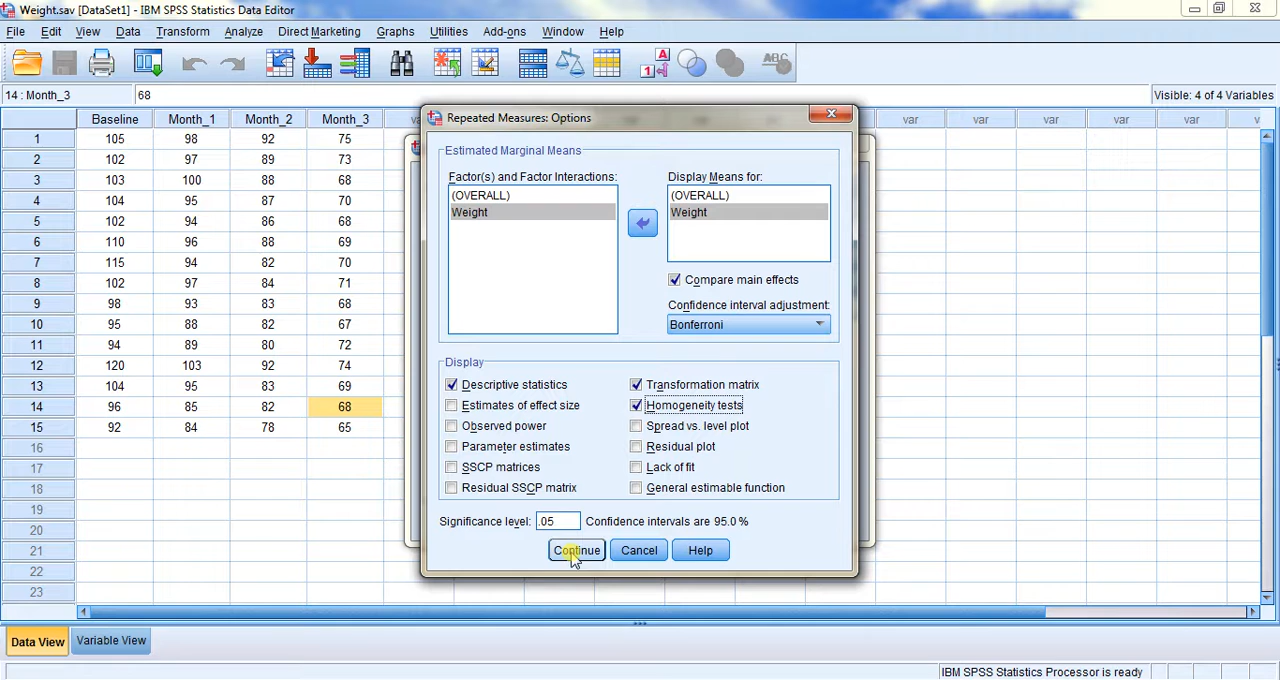 Weight.sav [DataSet1] - IBM SPSS Statistics Data Editor
File Edit View Data Transform Analyze Direct Marketing Graphs Utilities Add-ons Window Help
1 4 A
ABC
14 : Month_3 68 Visible: 4 of 4 Variables
Baseline Month_1 Month_2 Month_3 var var var var var
1 105 98 92 75
2 102 97 89 73
3 103 100 88 68
4 104 95 87 70
5 102 94 86 68
6 110 96 88 69
7 115 94 82 70
8 102 97 84 71
9 98 93 83 68
10 95 88 82 67
11 94 89 80 72
12 120 103 92 74
13 104 95 83 69
14 96 85 82 68
15 92 84 78 65
16
17
18
19
20
21
22
23
Repeated Measures: Options
Estimated Marginal Means
Factor(s) and Factor Interactions:
(OVERALL)
Weight
Display Means for:
(OVERALL)
Weight
Compare main effects
Confidence interval adjustment:
Bonferroni
Display
Descriptive statistics Transformation matrix
Estimates of effect size Homogeneity tests
Observed power Spread vs. level plot
Parameter estimates Residual plot
SSCP matrices Lack of fit
Residual SSCP matrix General estimable function
Significance level: .05 Confidence intervals are 95.0 %
Continue Cancel Help
Data View Variable View
IBM SPSS Statistics Processor is ready